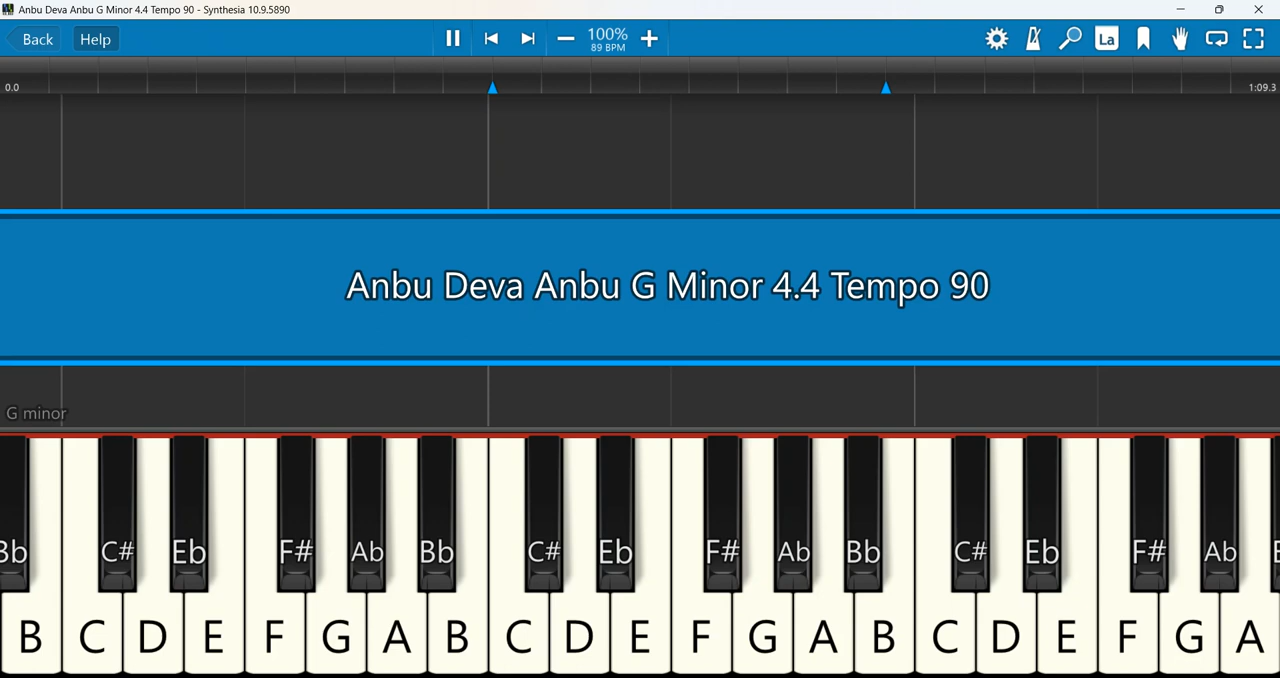 Anbu Deva Anbu G Minor 4.4 Tempo 90 - Synthesia 10.9.5890
Back Help 100% La
89 BPM
0.0 1:09.3
Anbu Deva Anbu G Minor 4.4 Tempo 90
G minor
Bb C# Eb F# Ab Bb C# Eb F# Ab Bb C# Eb F# Ab
B C D E F G A B C D E F G A B C D E F G A